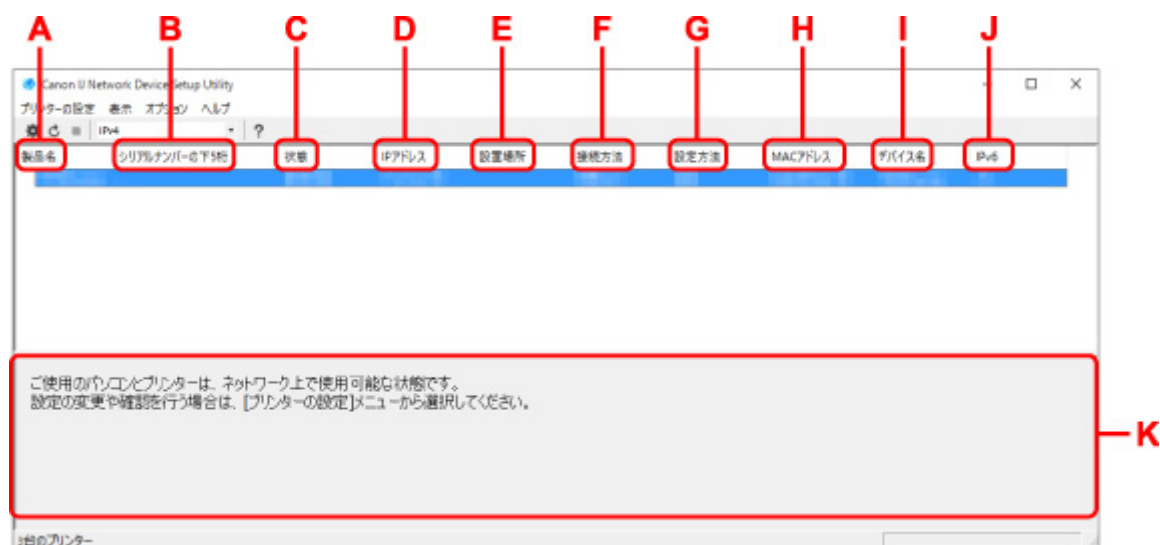 A B C D E F G H I J
Canon IJ Network Device Setup Utility
プリンターの設定 表示 オプション ヘルプ
IPv4 ?
製品名 シリアルナンバーの下5桁 状態 IPアドレス 設置場所 接続方法 設定方法 MACアドレス デバイス名 IPv6
ご使用のパソコンとプリンターは、ネットワーク上で使用可能な状態です。
設定の変更や確認を行う場合は、[プリンターの設定]メニューから選択してください。
K
台のプリンター